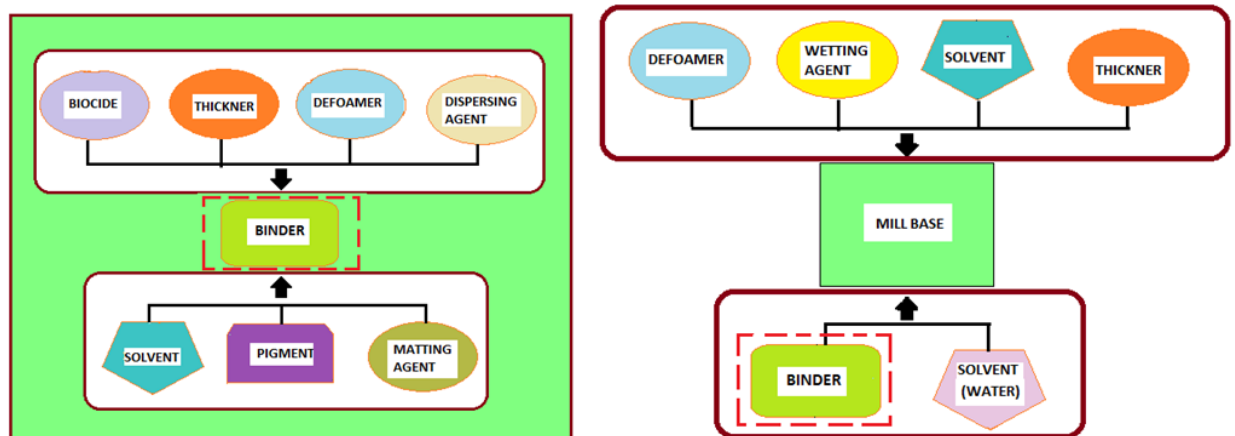 BIOCIDE
THICKNER
DEFOAMER
DISPERSING
AGENT
BINDER
SOLVENT
PIGMENT
MATTING
AGENT
DEFOAMER
WETTING
AGENT
SOLVENT
THICKNER
MILL BASE
BINDER
SOLVENT
(WATER)